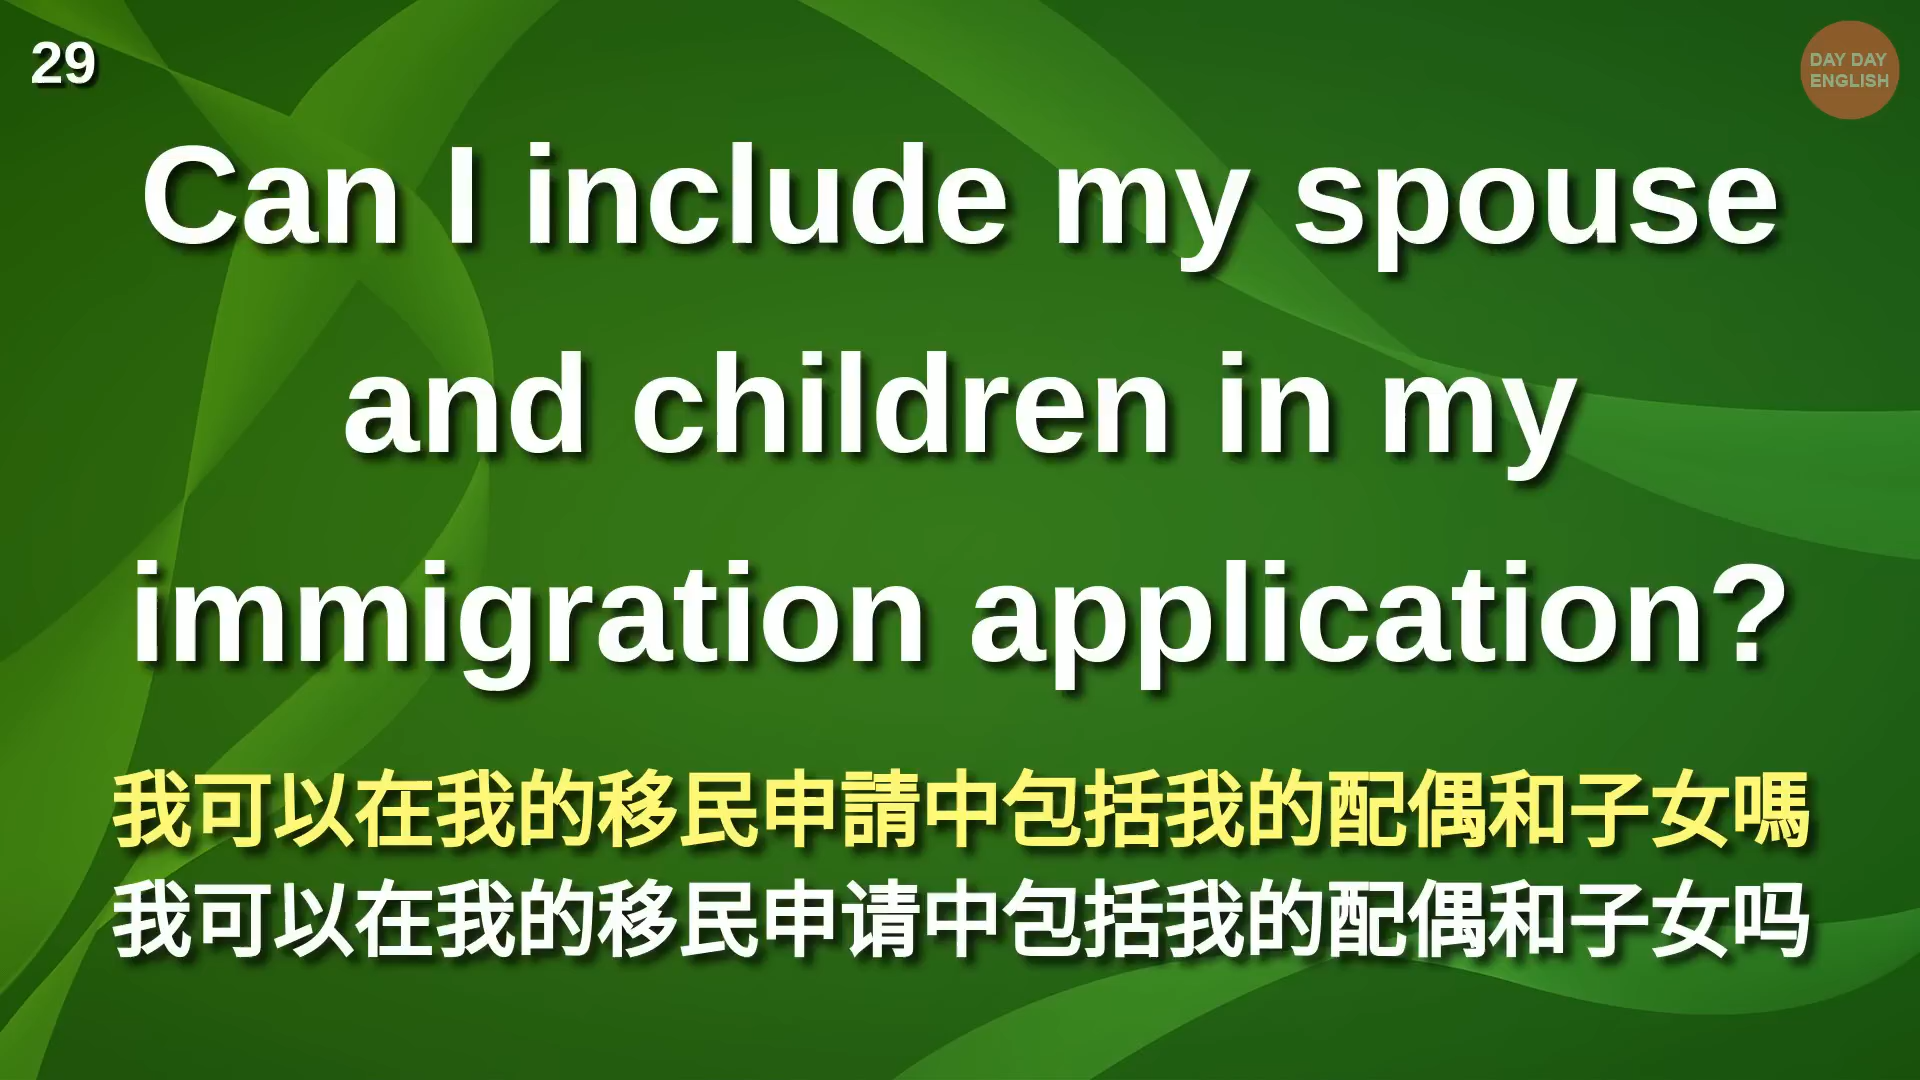 29
DAY DAY
ENGLISH
Can I include my spouse
and children in my
immigration application?
我可以在我的移民申請中包括我的配偶和子女嗎
我可以在我的移民申请中包括我的配偶和子女吗